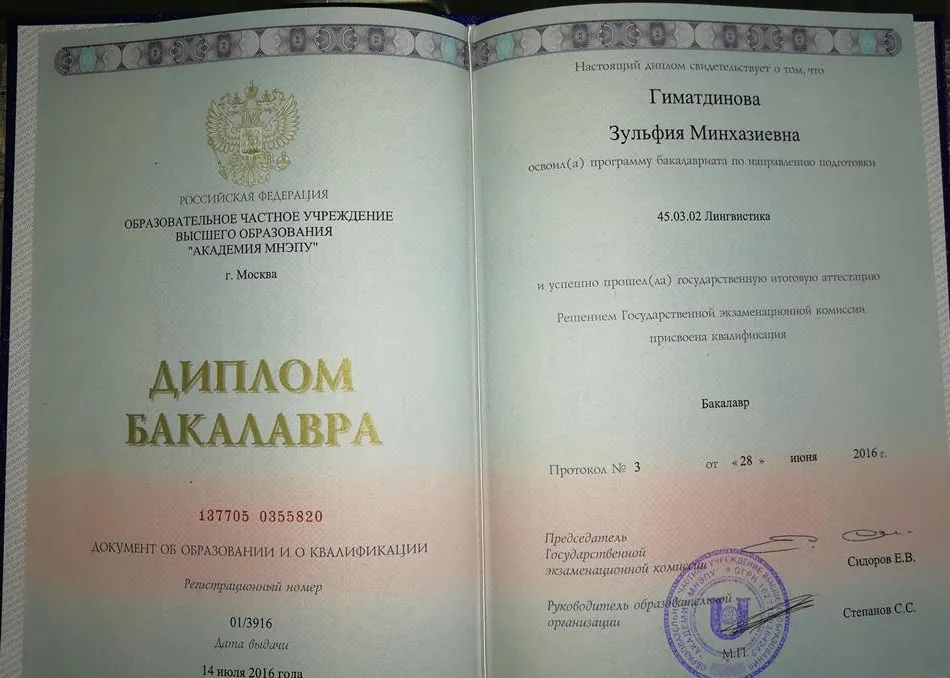 РОССИЙСКАЯ ФЕДЕРАЦИЯ
ОБРАЗОВАТЕЛЬНОЕ ЧАСТНОЕ УЧРЕЖДЕНИЕ
ВЫСШЕГО ОБРАЗОВАНИЯ
"АКАДЕМИЯ МНЭПУ"
г. Москва
ДИПЛОМ
БАКАЛАВРА
137705 0355820
ДОКУМЕНТ ОБ ОБРАЗОВАНИИ И О КВАЛИФИКАЦИИ
Регистрационный номер
01/3916
Дата выдачи
14 июля 2016 года
Настоящий диплом свидетельствует о том, что
Гиматдинова
Зульфия Минхазиевна
освоил(а) программу бакалавриата по направлению подготовки
45.03.02 Лингвистика
и успешно прошел(ла) государственную итоговую аттестацию
Решением Государственной экзаменационной комиссии
присвоена квалификация
Бакалавр
Протокол № 3 от « 28 » июня 2016 г.
Председатель
Государственной
экзаменационной комиссии
Сидоров Е.В.
Руководитель образовательной
организации
Степанов С.С.
М.П.